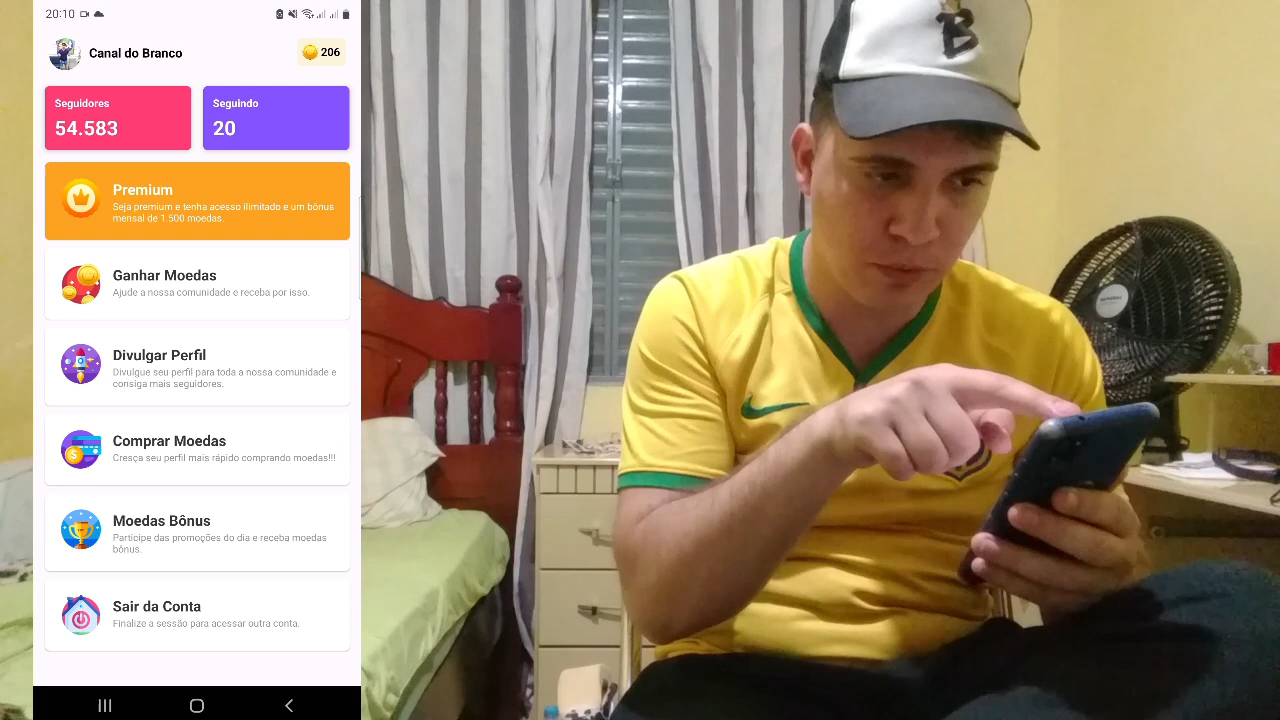 20:10
Canal do Branco
206
Seguidores
54.583
Seguindo
20
Premium
Seja premium e tenha acesso ilimitado e um bônus
mensal de 1.500 moedas.
Ganhar Moedas
Ajude a nossa comunidade e receba por isso.
Divulgar Perfil
Divulgue seu perfil para toda a nossa comunidade e
consiga mais seguidores.
Comprar Moedas
Cresça seu perfil mais rápido comprando moedas!!!
Moedas Bônus
Participe das promoções do dia e receba moedas
bônus.
Sair da Conta
Finalize a sessão para acessar outra conta.
B